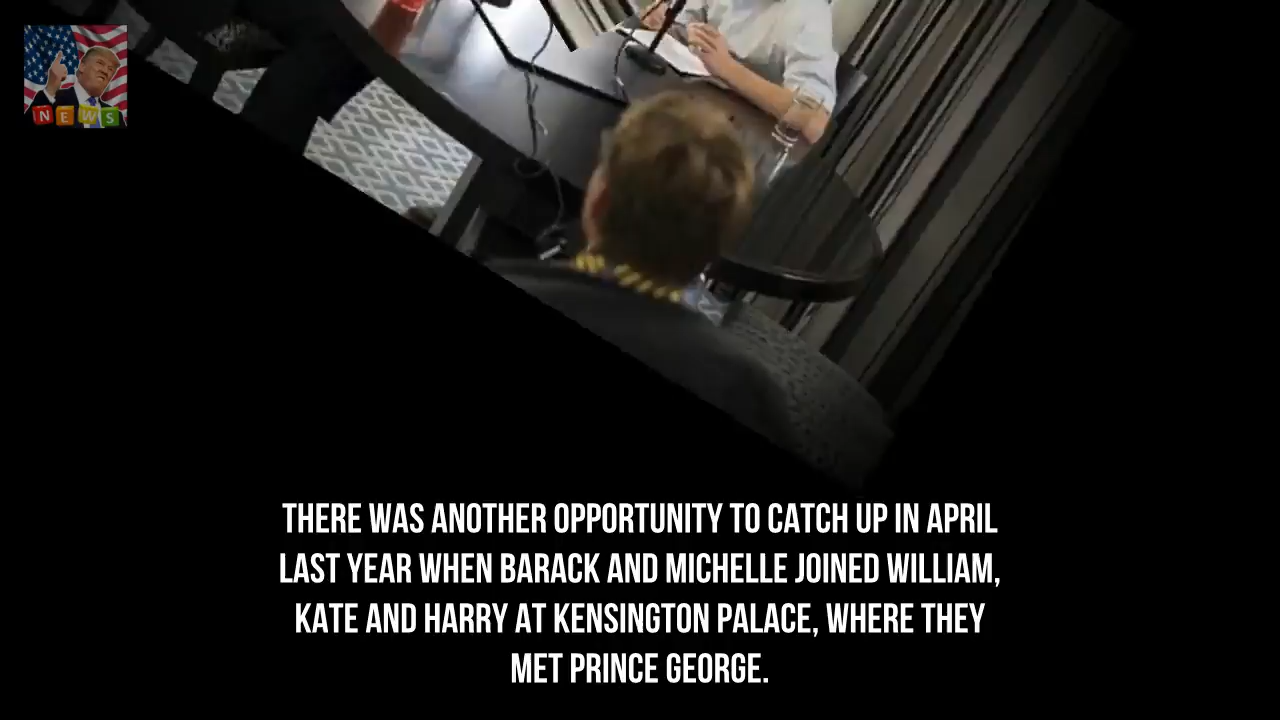 NEWS
THERE WAS ANOTHER OPPORTUNITY TO CATCH UP IN APRIL
LAST YEAR WHEN BARACK AND MICHELLE JOINED WILLIAM,
KATE AND HARRY AT KENSINGTON PALACE, WHERE THEY
MET PRINCE GEORGE.